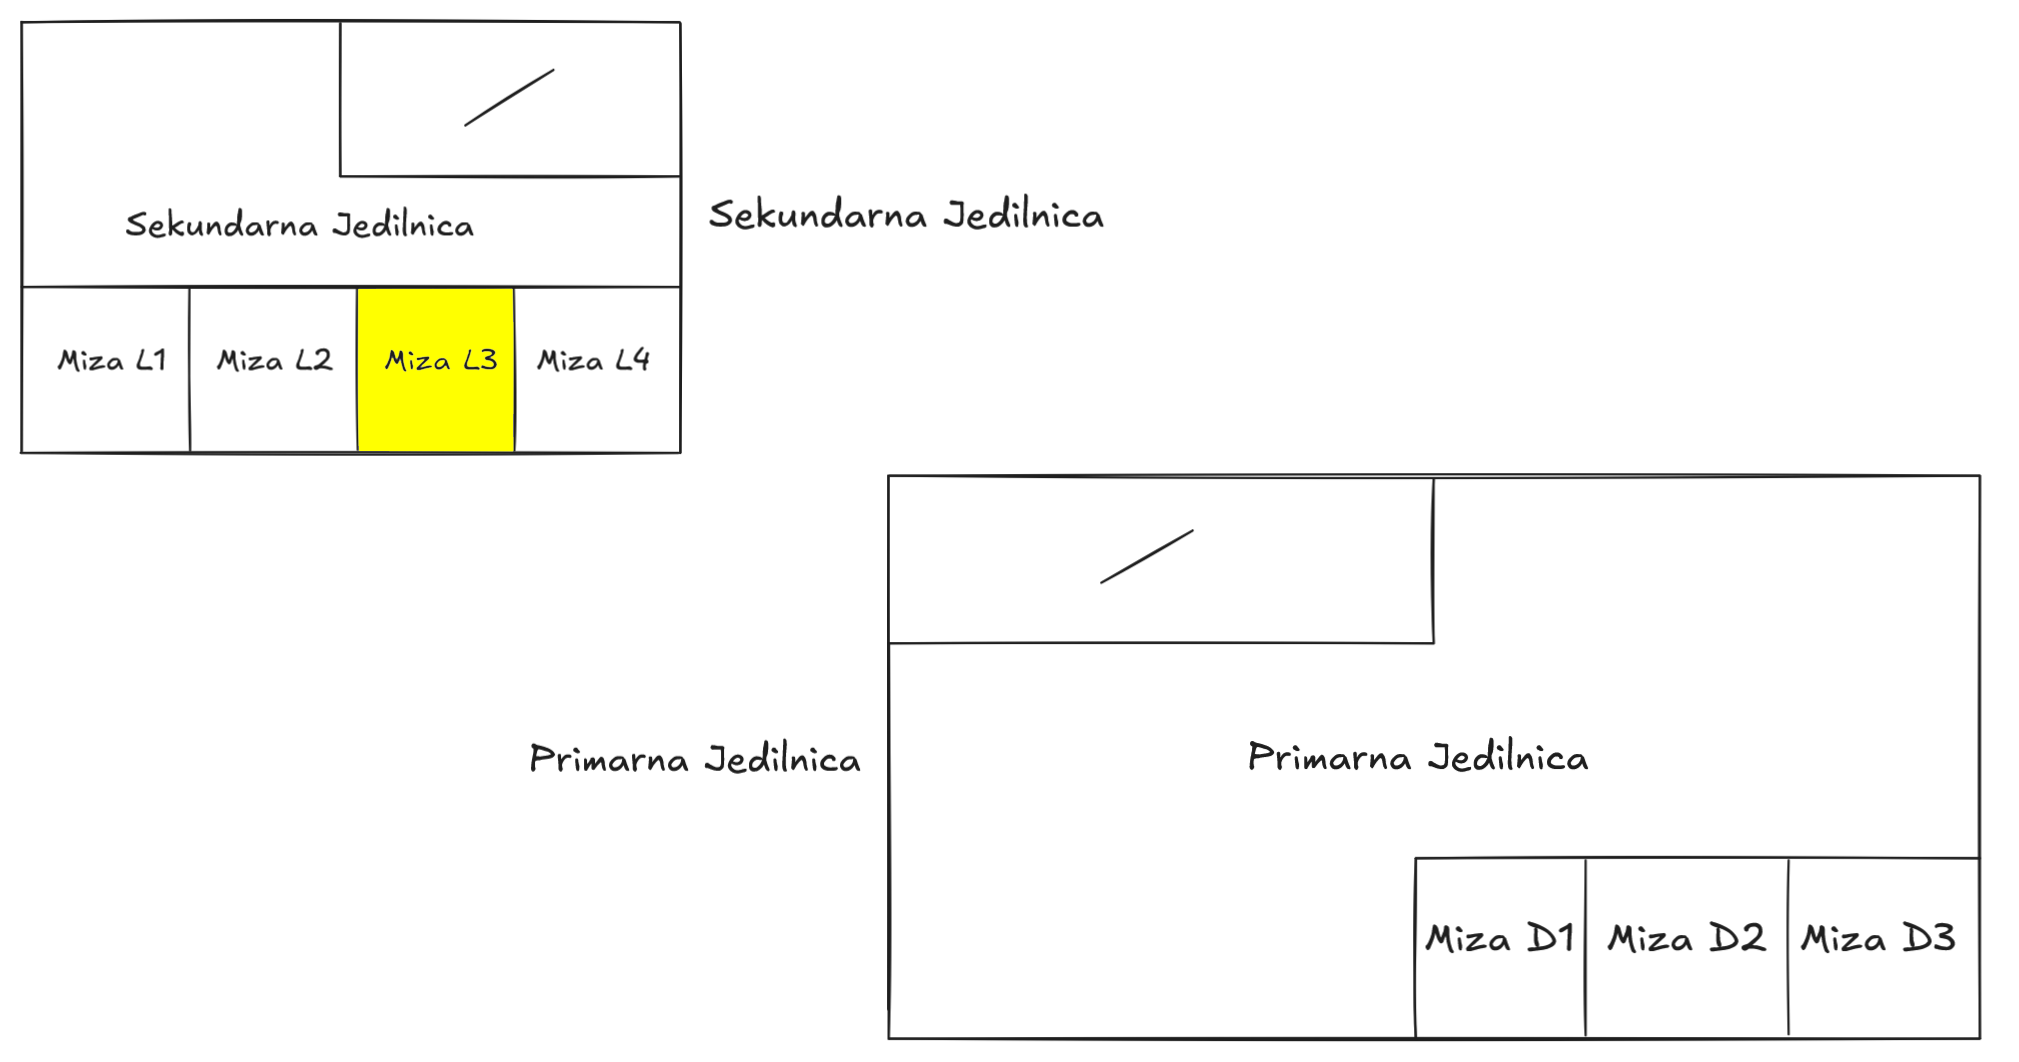 Sekundarna Jedilnica
Sekundarna Jedilnica
Miza L1
Miza L2
Miza L3
Miza L4
Primarna Jedilnica
Primarna Jedilnica
Miza D1
Miza D2
Miza D3